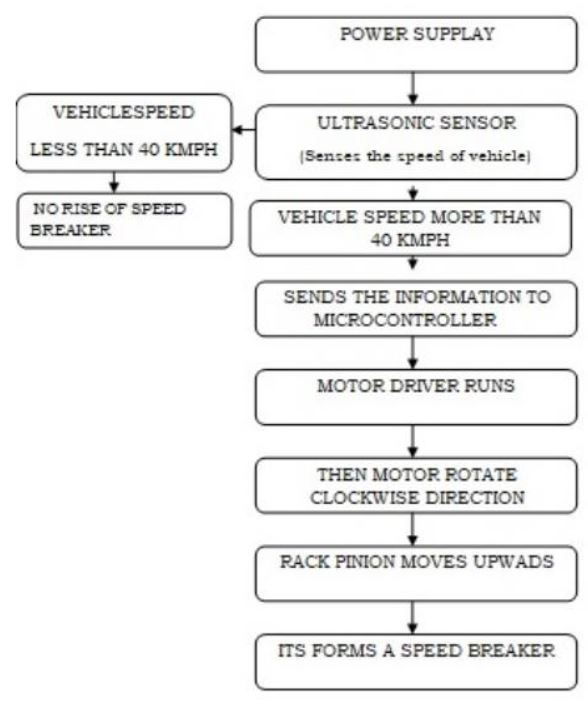 POWER SUPPLAY
VEHICLESPEED
LESS THAN 40 KMPH
ULTRASONIC SENSOR
(Senses the speed of vehicle)
NO RISE OF SPEED
BREAKER
VEHICLE SPEED MORE THAN
40 KMPH
SENDS THE INFORMATION TO
MICROCONTROLLER
MOTOR DRIVER RUNS
THEN MOTOR ROTATE
CLOCKWISE DIRECTION
RACK PINION MOVES UPWADS
ITS FORMS A SPEED BREAKER